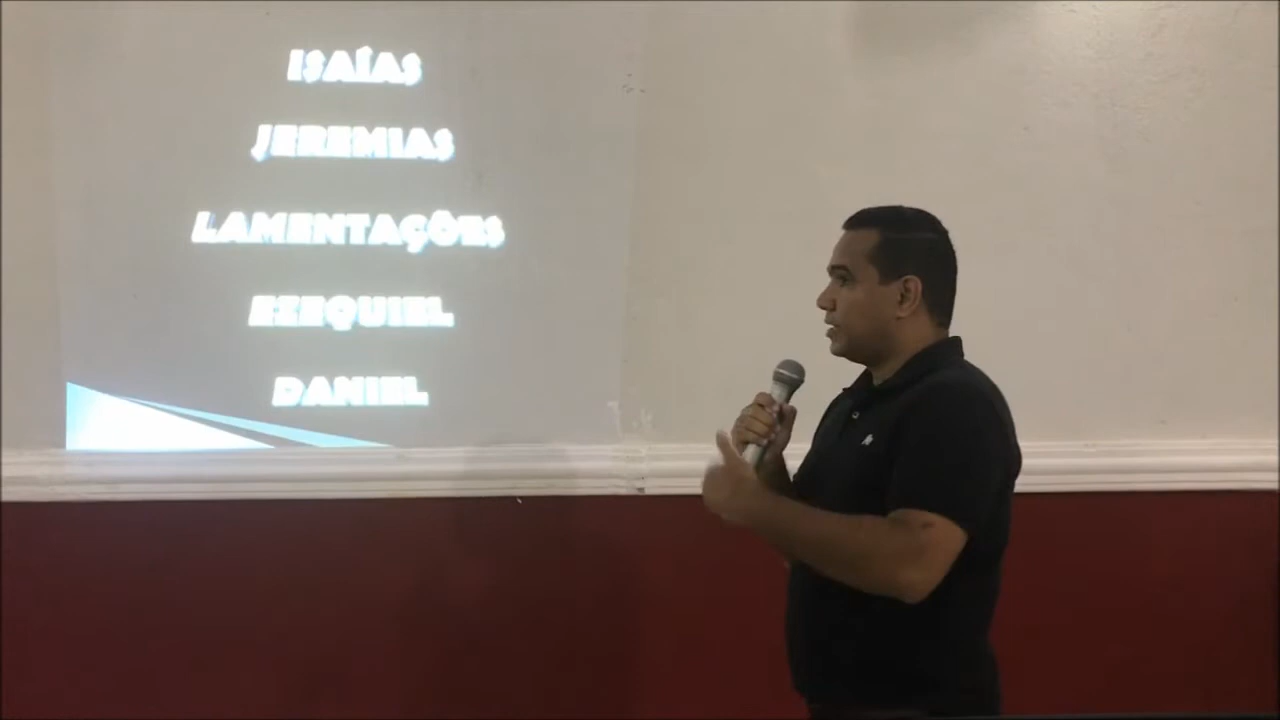 ISAÍAS
JEREMIAS
LAMENTAÇÕES
EZEQUIEL
DANIEL